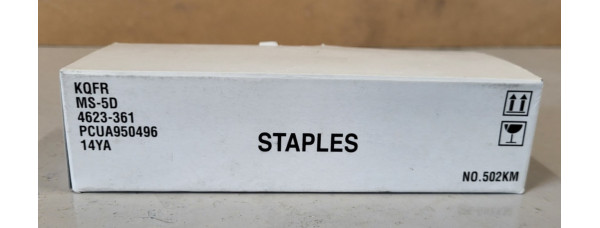 KQFR
MS-5D
4623-361
PCUA950496
14YA
STAPLES
NO.502KM